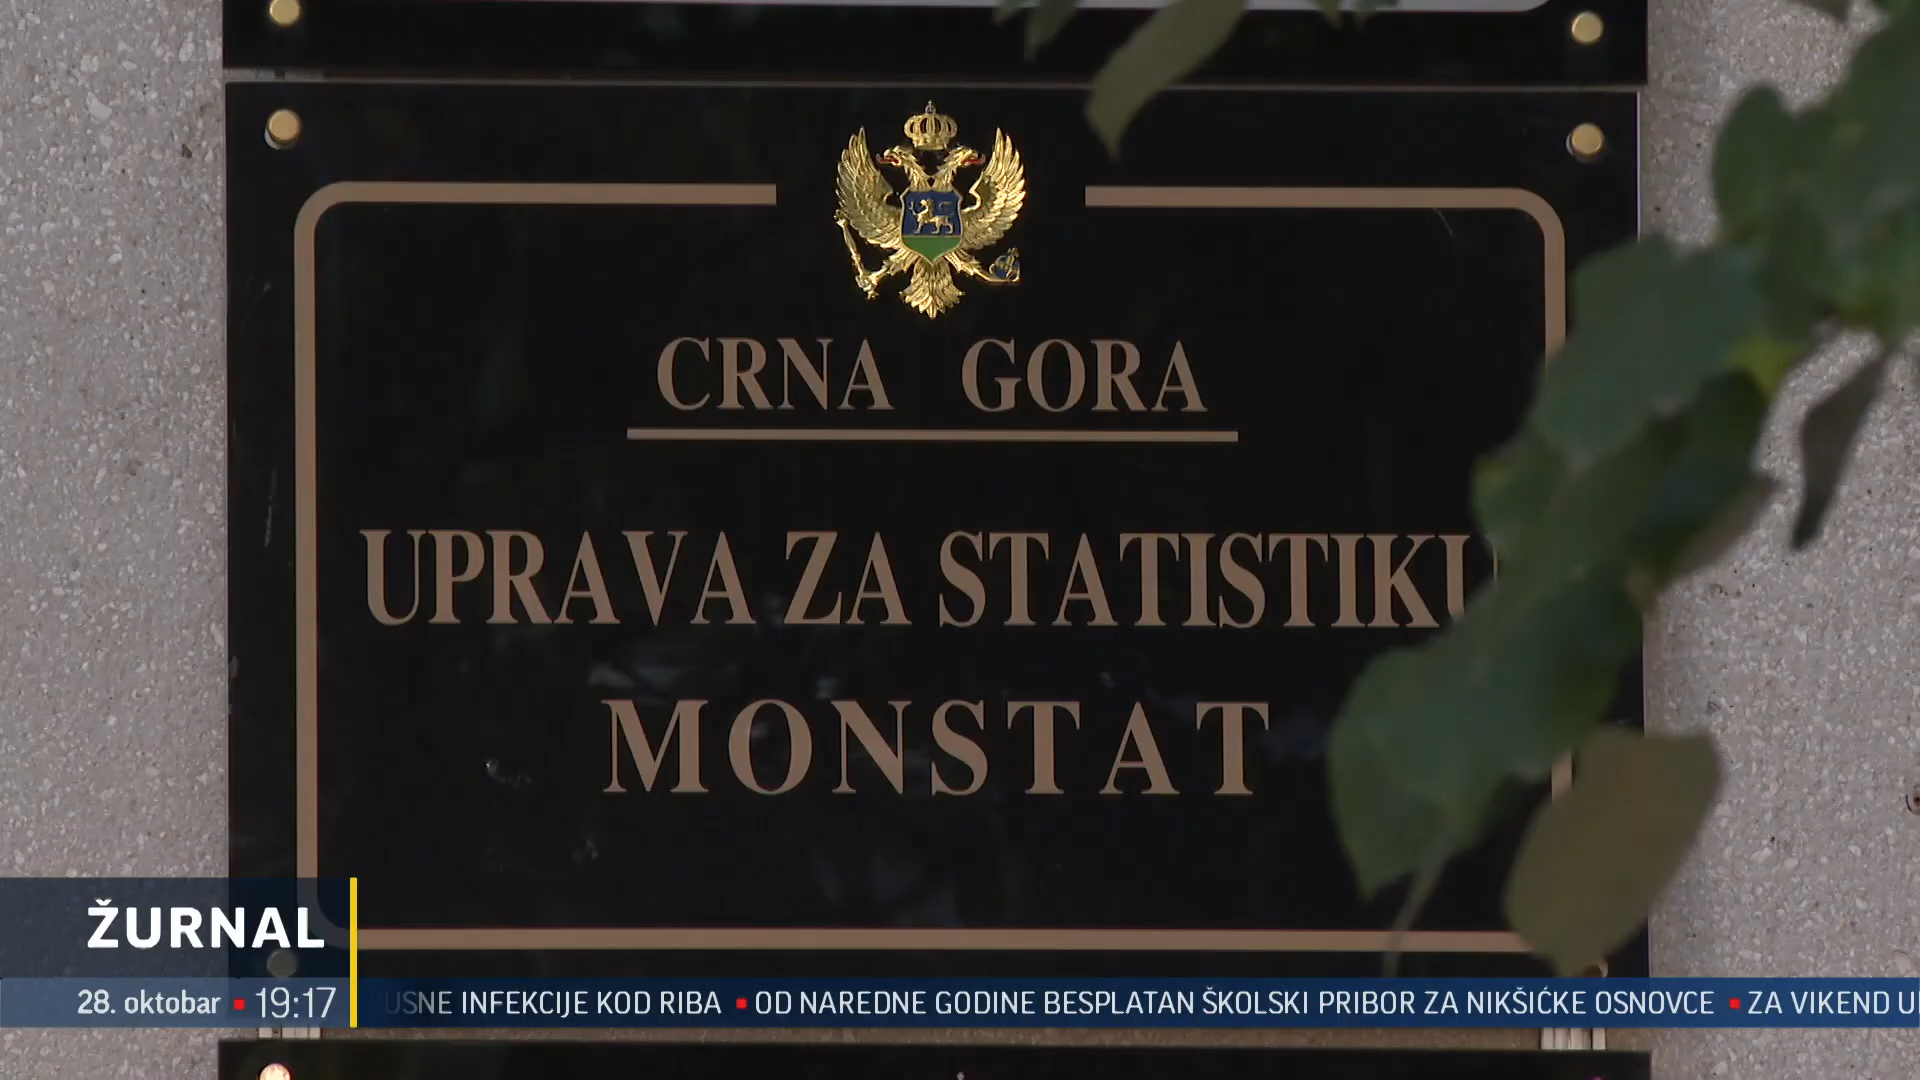 CRNA GORA
UPRAVA ZA STATISTIKU
MONSTAT
ŽURNAL
28. oktobar ▪ 19:17
INFEKCIJE KOD RIBA ▪ OD NAREDNE GODINE BESPLATAN ŠKOLSKI PRIBOR ZA NIKŠIĆKE OSNOVCE ▪ ZA VIKEND